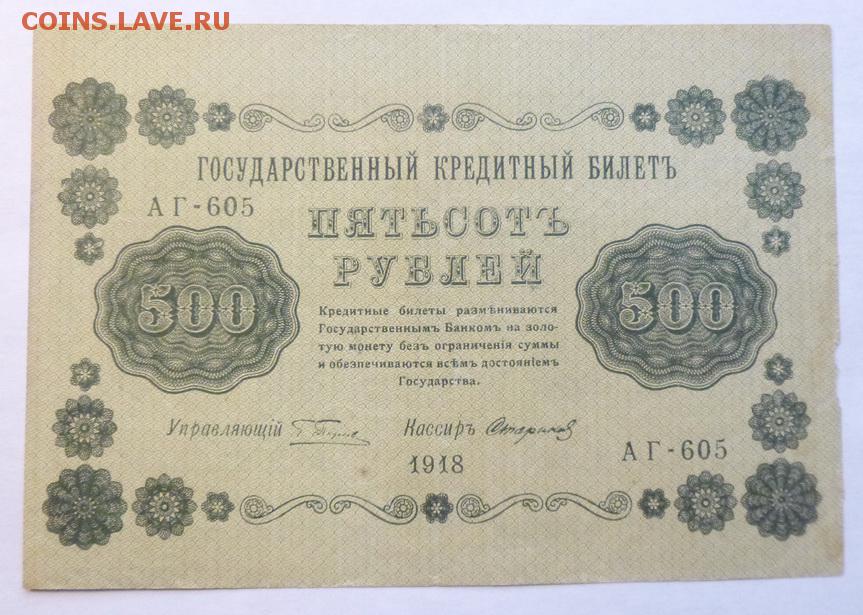 COINS.LAVE.RU
ГОСУДАРСТВЕННЫЙ КРЕДИТНЫЙ БИЛЕТЪ
АГ-605
ПЯТЬСОТЪ
РУБЛЕЙ
500
500
Кредитные билеты размѣниваются
Государственнымъ Банкомъ на золо-
тую монету безъ ограниченія суммы
и обезпечиваются всѣмъ достояніемъ
Государства.
Управляющій
Кассиръ Стариков
1918
АГ-605